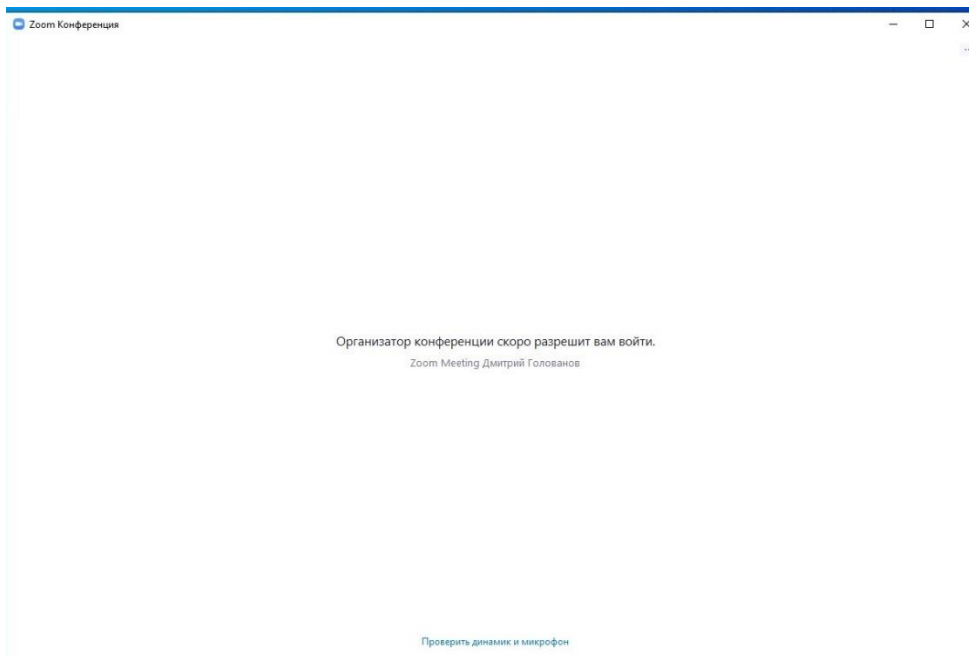 Zoom Конференция
Организатор конференции скоро разрешит вам войти.
Zoom Meeting Дмитрий Голованов
Проверить динамик и микрофон